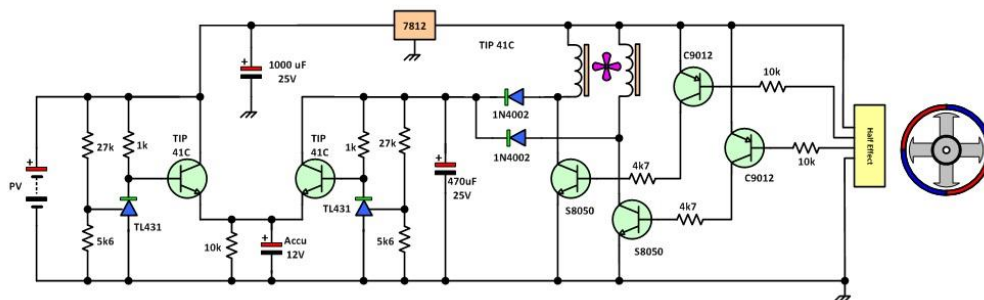 7812
TIP 41C
C9012
1000 uF
25V
10k
1N4002
27k
1k
TIP
41C
TIP
41C
1k
27k
1N4002
Hall Effect
PV
470uF
25V
4k7
10k
C9012
TL431
TL431
S8050
4k7
5k6
10k
Accu
12V
5k6
S8050